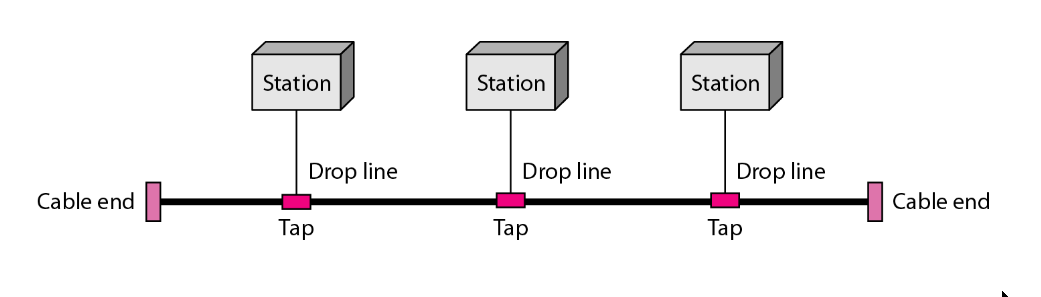 Station
Station
Station
Drop line
Drop line
Drop line
Cable end
Cable end
Tap
Tap
Tap